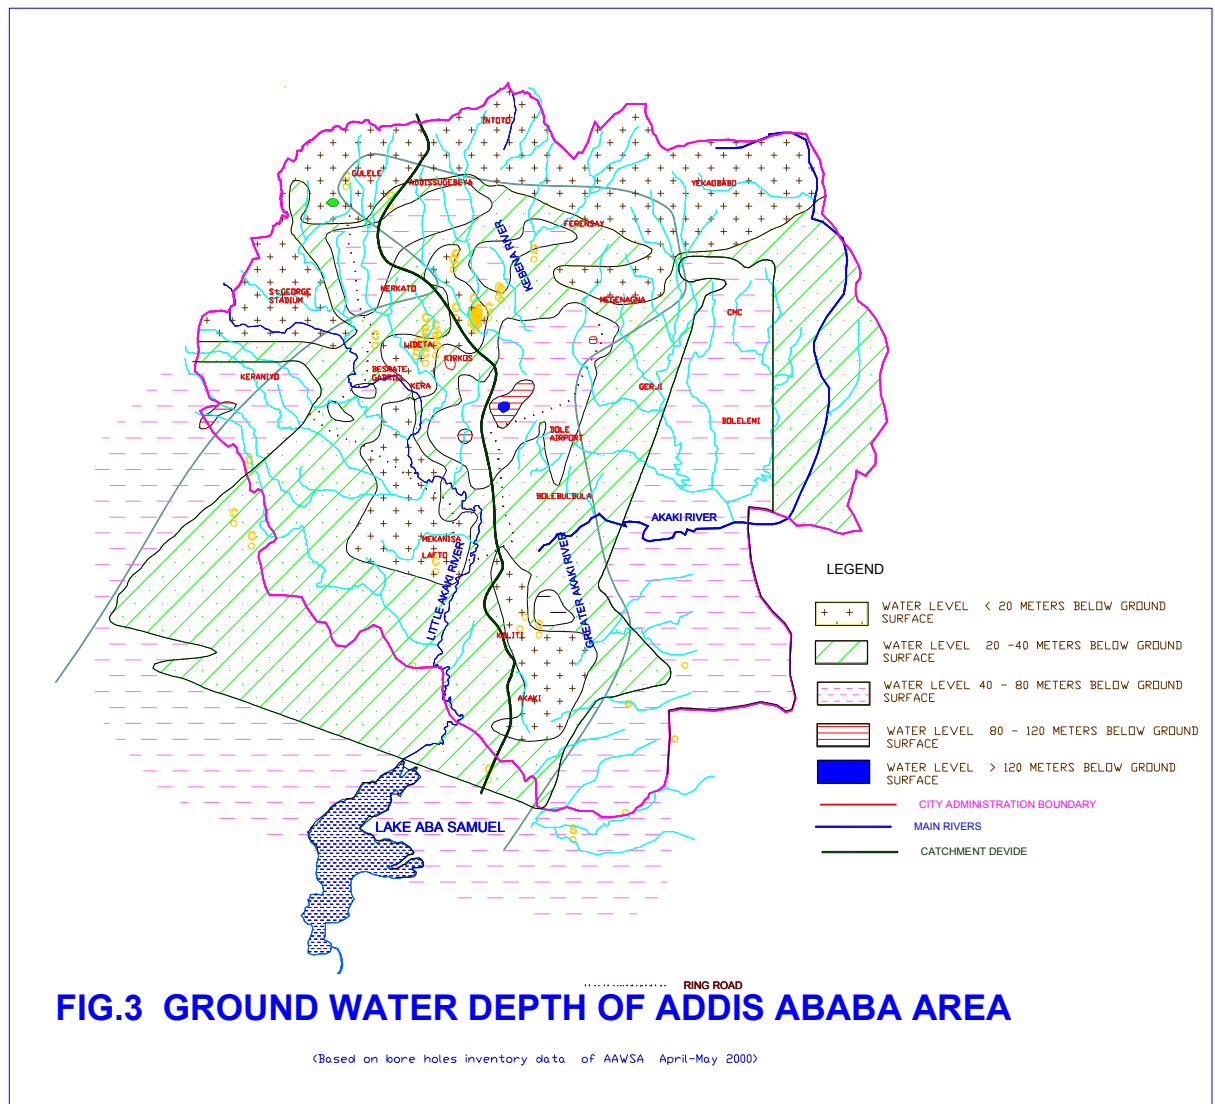 INTOTO
GULELE
ADDISSUGEBEYA
YEKAOBABO
FERENSAY
KEBENA RIVER
St.GEORGE
STADIUM
MERKATO
MEGENAGNA
CMC
WIDETA
KIRKOS
BESRATE
GABRIEL
KERANIYO
KERA
GERJI
BOLELEMI
BOLE
AIRPORT
BOLEBULBULA
AKAKI RIVER
MEKANISA
LAFTO
LITTLE AKAKI RIVER
GREATER AKAKI RIVER
KALITI
AKAKI
LAKE ABA SAMUEL
LEGEND
WATER LEVEL < 20 METERS BELOW GROUND
SURFACE
WATER LEVEL 20 -40 METERS BELOW GROUND
SURFACE
WATER LEVEL 40 - 80 METERS BELOW GROUND
SURFACE
WATER LEVEL 80 - 120 METERS BELOW GROUND
SURFACE
WATER LEVEL > 120 METERS BELOW GROUND
SURFACE
CITY ADMINISTRATION BOUNDARY
MAIN RIVERS
CATCHMENT DEVIDE
RING ROAD
FIG.3 GROUND WATER DEPTH OF ADDIS ABABA AREA
(Based on bore holes inventory data of AAWSA April-May 2000)